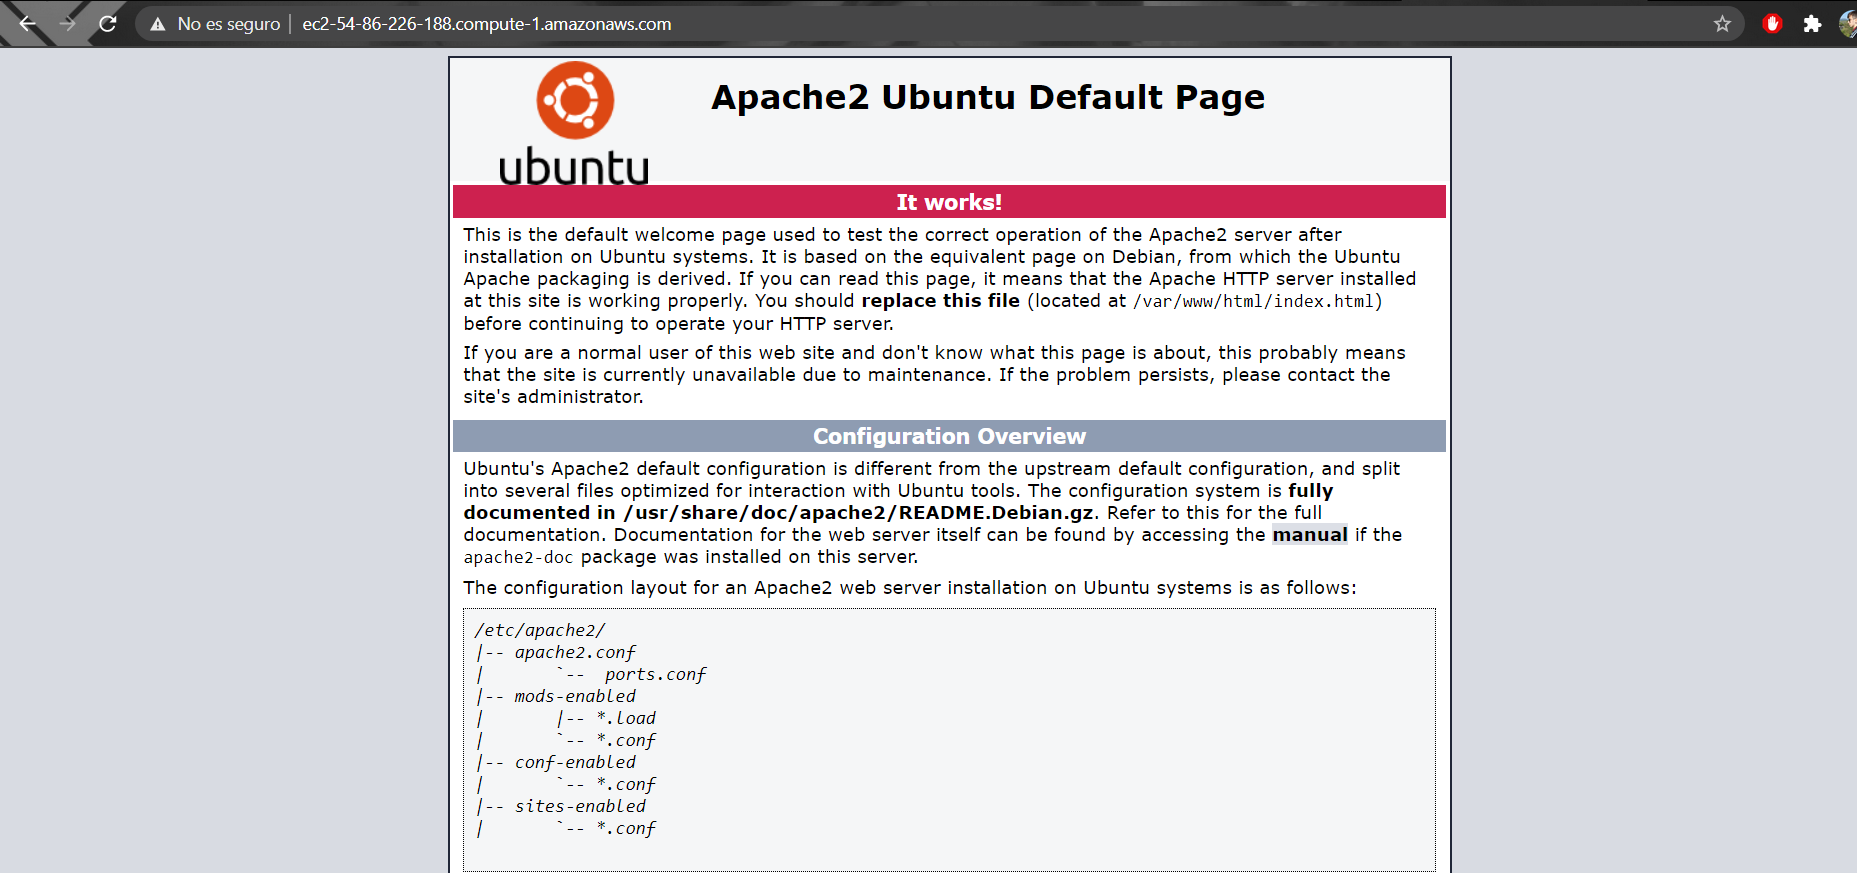 No es seguro | ec2-54-86-226-188.compute-1.amazonaws.com
ubuntu
Apache2 Ubuntu Default Page
It works!
This is the default welcome page used to test the correct operation of the Apache2 server after
installation on Ubuntu systems. It is based on the equivalent page on Debian, from which the Ubuntu
Apache packaging is derived. If you can read this page, it means that the Apache HTTP server installed
at this site is working properly. You should replace this file (located at /var/www/html/index.html)
before continuing to operate your HTTP server.
If you are a normal user of this web site and don't know what this page is about, this probably means
that the site is currently unavailable due to maintenance. If the problem persists, please contact the
site's administrator.
Configuration Overview
Ubuntu's Apache2 default configuration is different from the upstream default configuration, and split
into several files optimized for interaction with Ubuntu tools. The configuration system is fully
documented in /usr/share/doc/apache2/README.Debian.gz. Refer to this for the full
documentation. Documentation for the web server itself can be found by accessing the manual if the
apache2-doc package was installed on this server.
The configuration layout for an Apache2 web server installation on Ubuntu systems is as follows:
/etc/apache2/
|-- apache2.conf
|       `--  ports.conf
|-- mods-enabled
|       |-- *.load
|       `-- *.conf
|-- conf-enabled
|       `-- *.conf
|-- sites-enabled
|       `-- *.conf